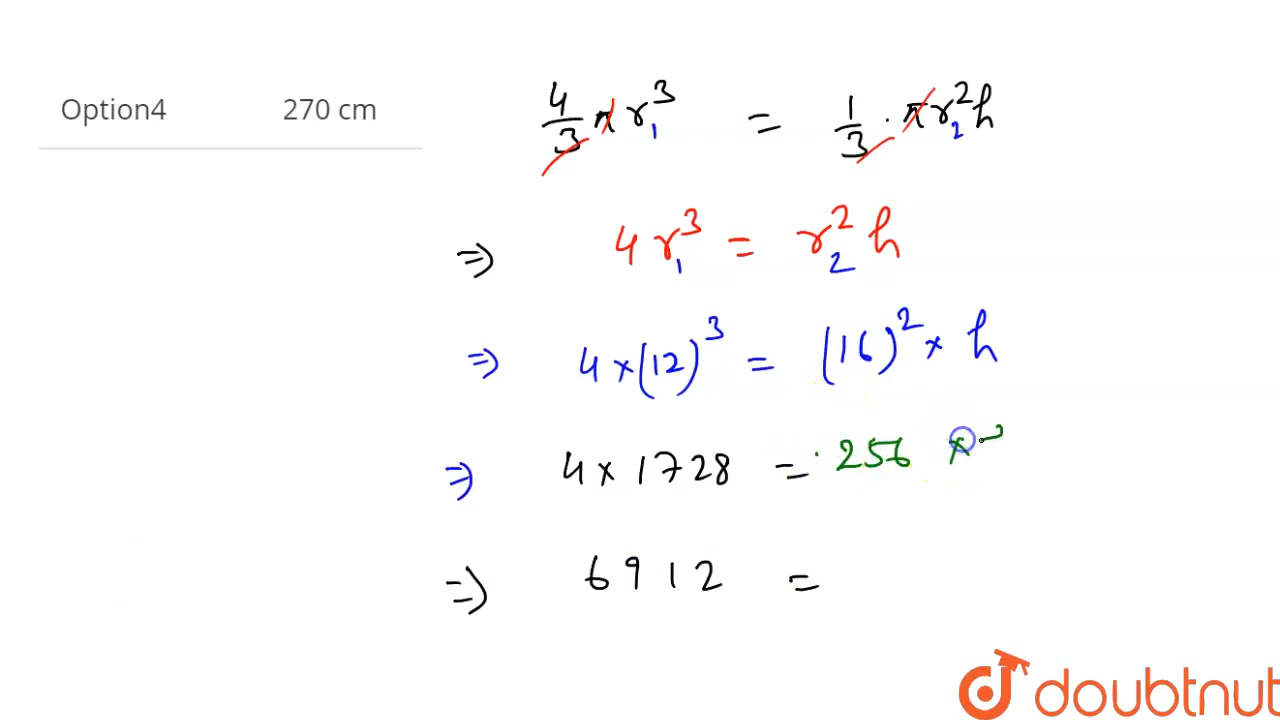 Option4 270 cm
4/3 π r₁³ = 1/3 · π r₂² h
⇒ 4 r₁³ = r₂² h
⇒ 4 × (12)³ = (16)² × h
⇒ 4 × 1728 = 256 ×
⇒ 6912 =
doubtnut